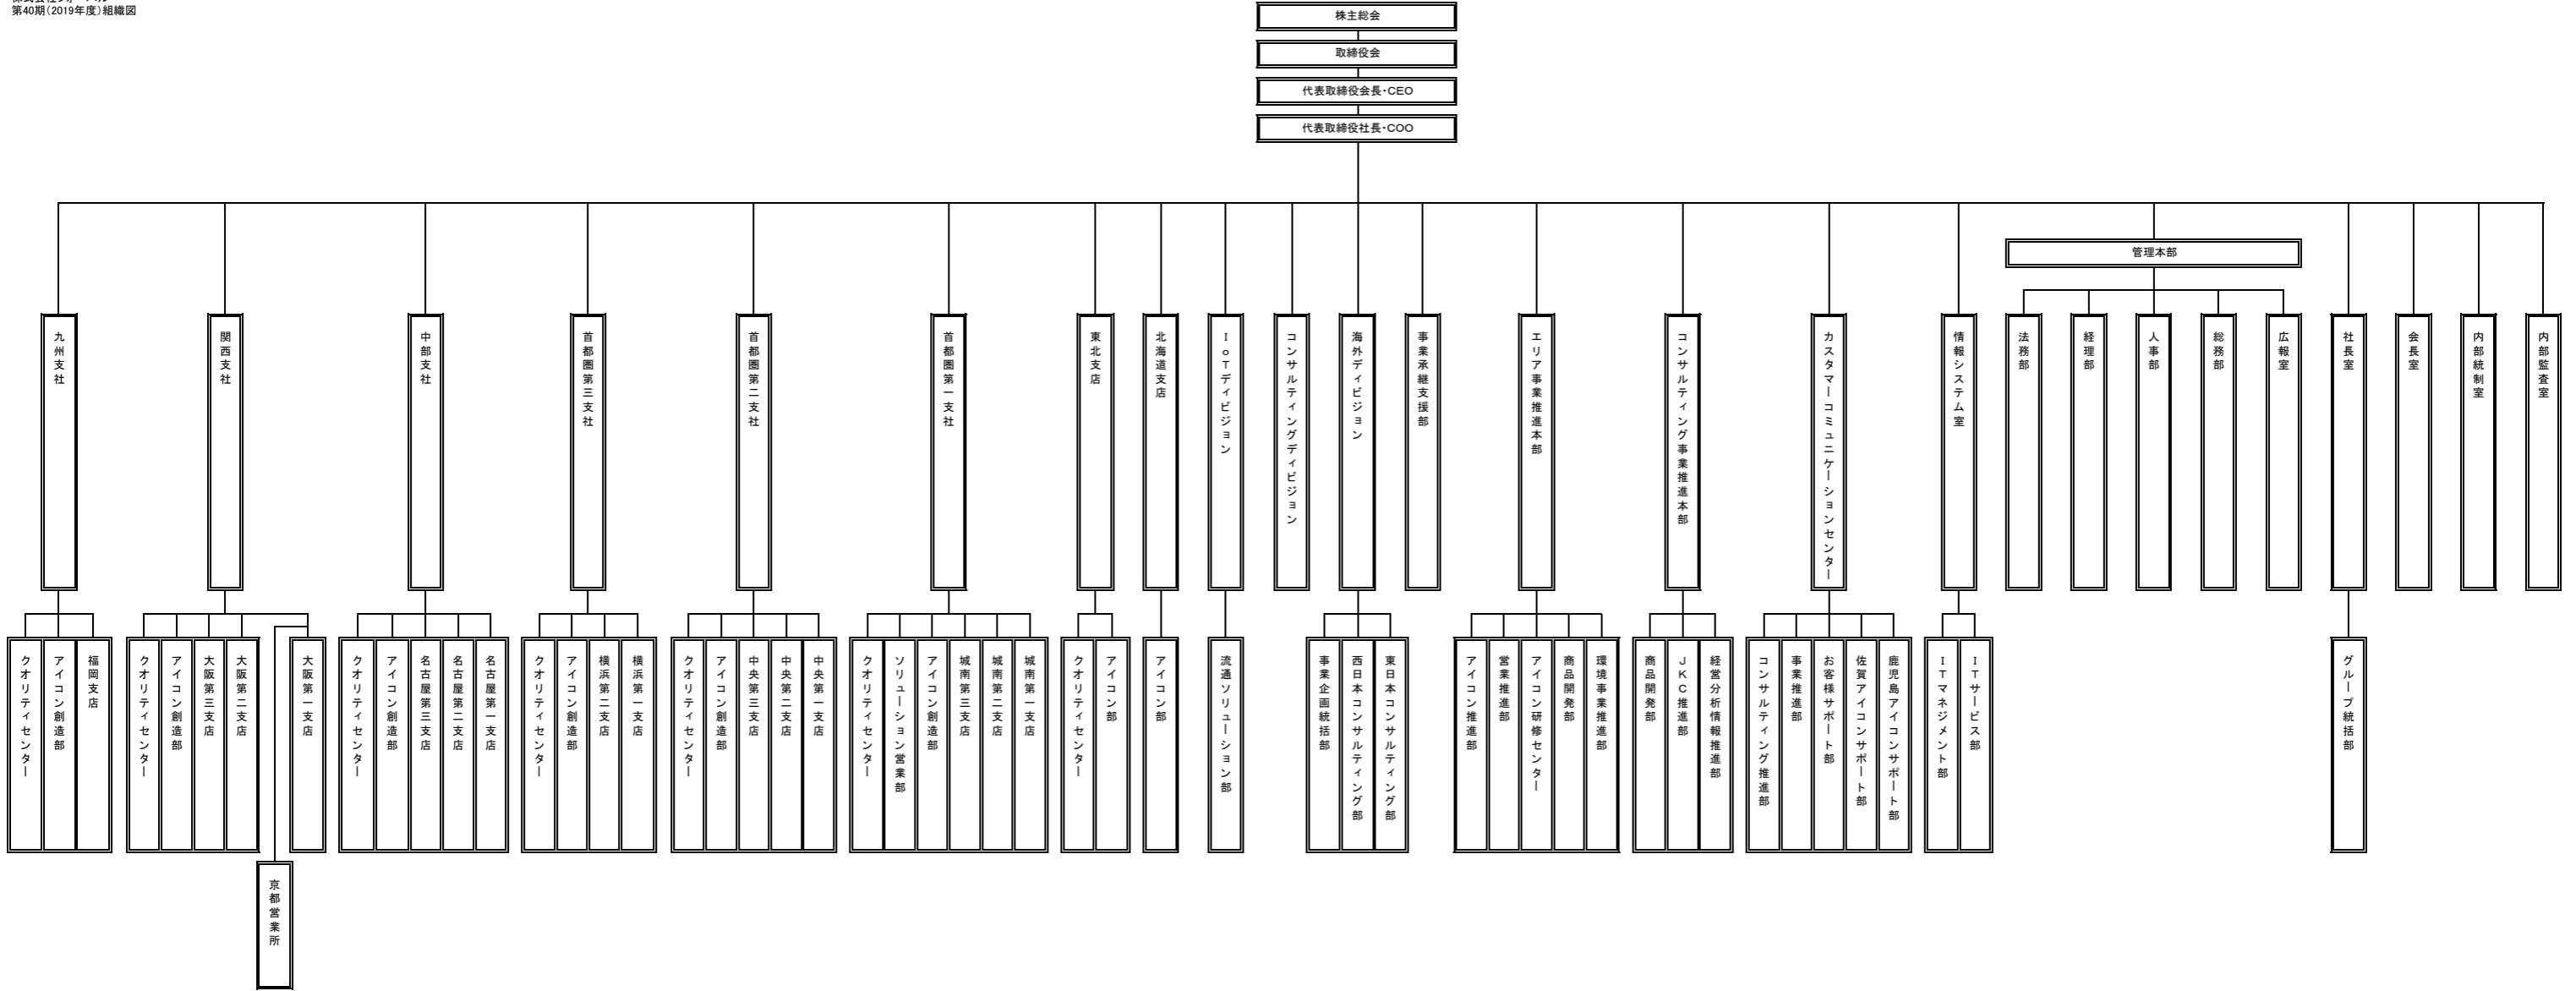 第40期(2019年度)組織図
株主総会
取締役会
代表取締役会長・CEO
代表取締役社長・COO
管理本部
九州支社
関西支社
中部支社
首都圏第三支社
首都圏第二支社
首都圏第一支社
東北支店
北海道支店
IoTディビジョン
コンサルティングディビジョン
海外ディビジョン
事業承継支援部
エリア事業推進本部
コンサルティング事業推進本部
カスタマーコミュニケーションセンター
情報システム室
法務部
経理部
人事部
総務部
広報室
社長室
会長室
内部統制室
内部監査室
クオリティセンター
アイコン創造部
福岡支店
クオリティセンター
アイコン創造部
大阪第三支店
大阪第二支店
大阪第一支店
クオリティセンター
アイコン創造部
名古屋第三支店
名古屋第二支店
名古屋第一支店
クオリティセンター
アイコン創造部
横浜第二支店
横浜第一支店
クオリティセンター
アイコン創造部
中央第三支店
中央第二支店
中央第一支店
クオリティセンター
ソリューション営業部
アイコン創造部
城南第三支店
城南第二支店
城南第一支店
クオリティセンター
アイコン部
アイコン部
流通ソリューション部
事業企画統括部
西日本コンサルティング部
東日本コンサルティング部
アイコン推進部
営業推進部
アイコン研修センター
商品開発部
環境事業推進部
商品開発部
JKC推進部
経営分析情報推進部
コンサルティング推進部
事業推進部
お客様サポート部
佐賀アイコンサポート部
鹿児島アイコンサポート部
ITマネジメント部
ITサービス部
グループ統括部
京都営業所